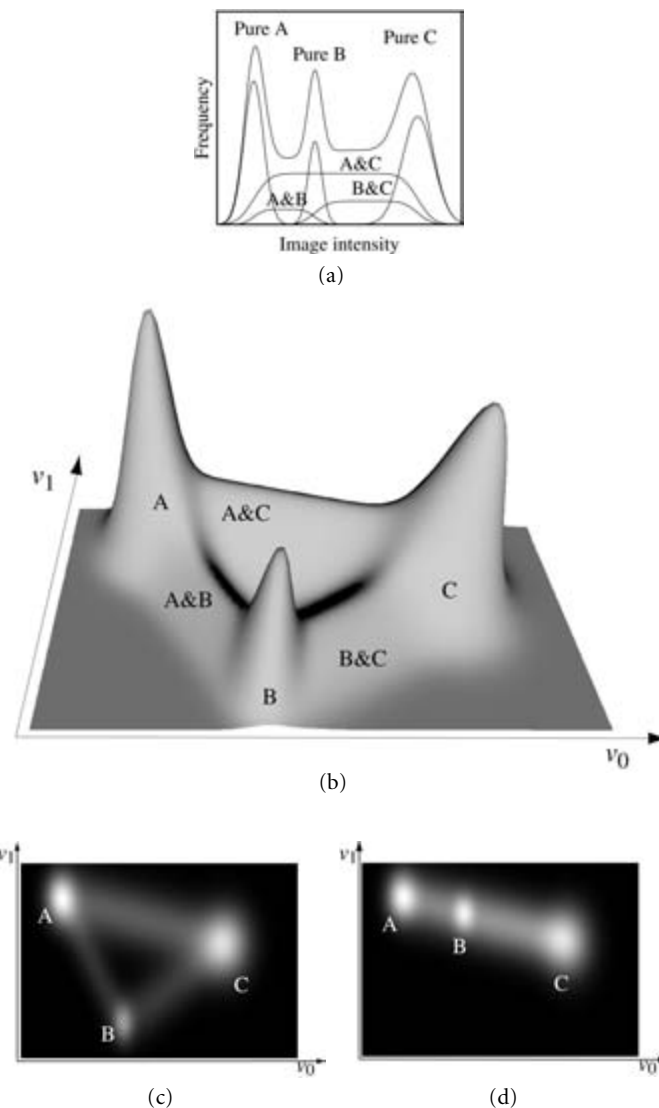 Pure A
Pure B
Pure C
Frequency
A&C
B&C
A&B
Image intensity
(a)
v1
A
A&C
A&B
C
B&C
B
v0
(b)
v1
A
B
C
v0
(c)
v1
A
B
C
v0
(d)